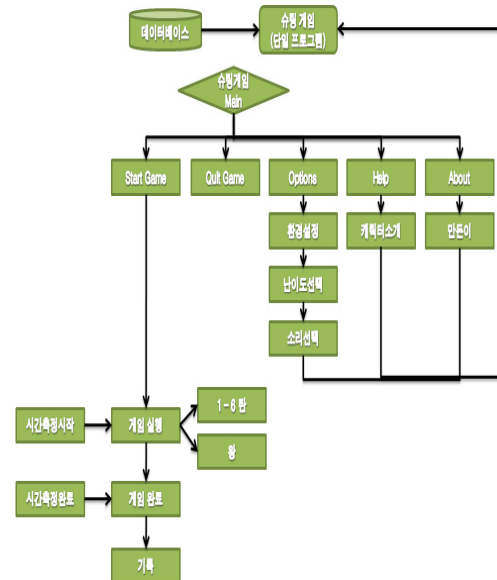 데이터베이스
슈팅 게임
(단일 프로그램)
슈팅게임
Main
Start Game
Quit Game
Options
Help
About
환경설정
캐릭터소개
만든이
난이도선택
소리선택
1 – 6 탄
시간측정시작
게임 실행
왕
시간측정완료
게임 완료
기록